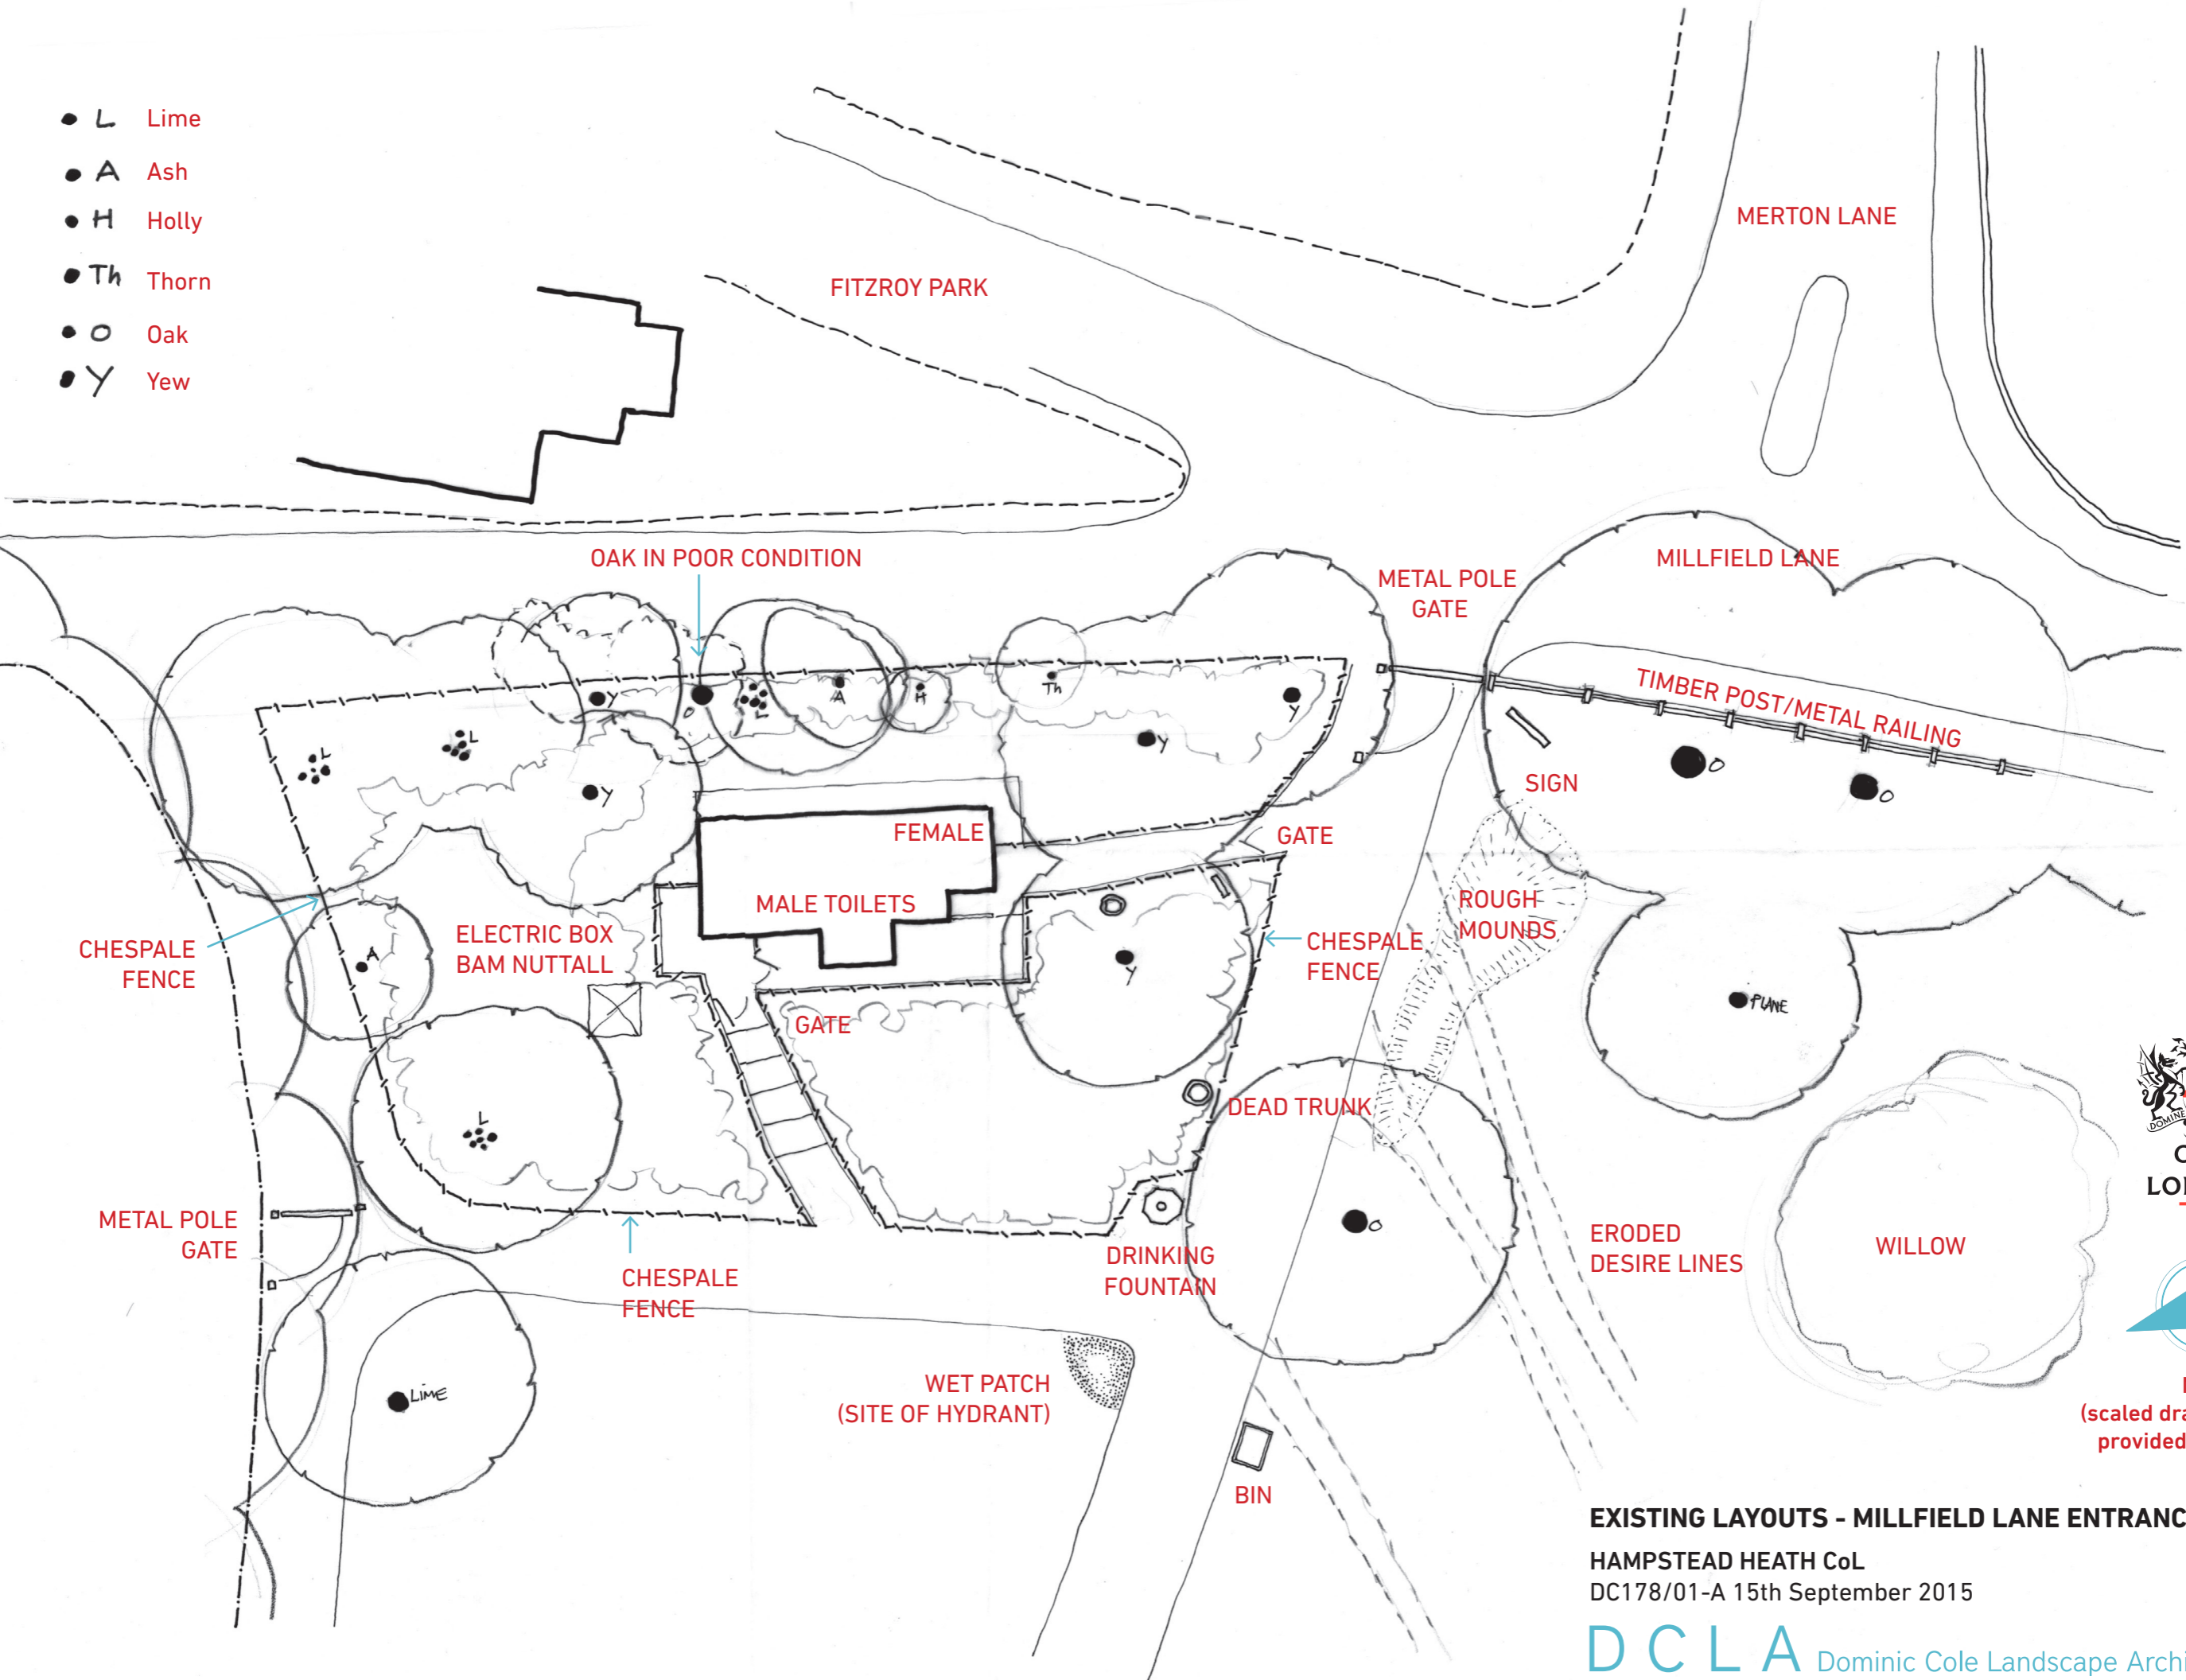 L Lime
A Ash
H Holly
Th Thorn
O Oak
Y Yew
MERTON LANE
FITZROY PARK
OAK IN POOR CONDITION
METAL POLE
GATE
MILLFIELD LANE
TIMBER POST/METAL RAILING
Y
O
L
A
H
Th
Y
Y
L
L
Y
O
O
SIGN
FEMALE
GATE
MALE TOILETS
ROUGH
MOUNDS
CHESPALE
FENCE
A
ELECTRIC BOX
BAM NUTTALL
CHESPALE
FENCE
Y
PLANE
GATE
L
DEAD TRUNK
METAL POLE
GATE
O
ERODED
DESIRE LINES
WILLOW
DRINKING
FOUNTAIN
CHESPALE
FENCE
LIME
WET PATCH
(SITE OF HYDRANT)
BIN
(scaled
provided
EXISTING LAYOUTS - MILLFIELD LANE
HAMPSTEAD HEATH CoL
DC178/01-A 15th September 2015
DCLA Dominic Cole Landscape